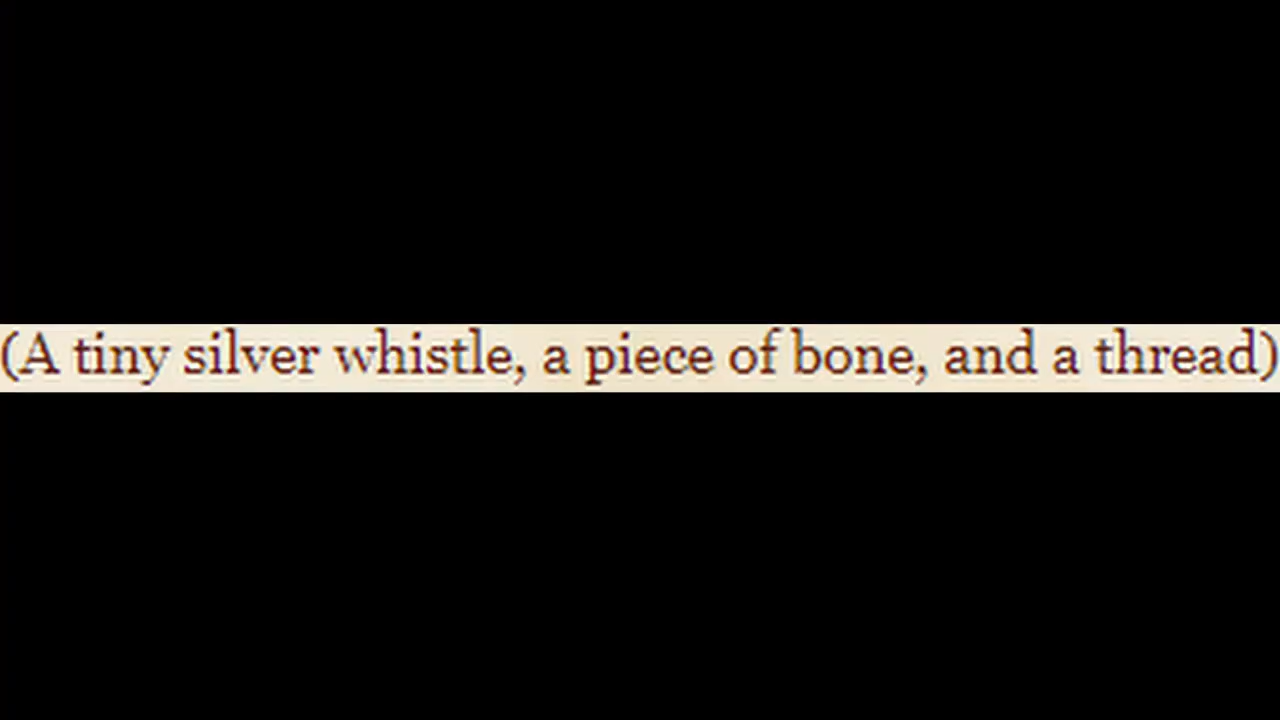 (A tiny silver whistle, a piece of bone, and a thread)